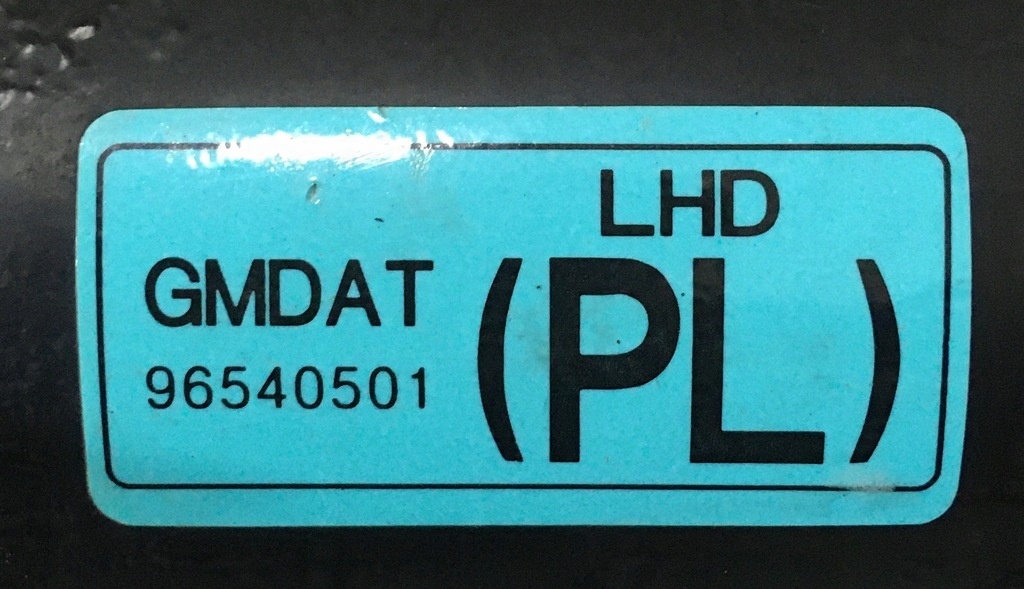 LHD
GMDAT
96540501
(PL)